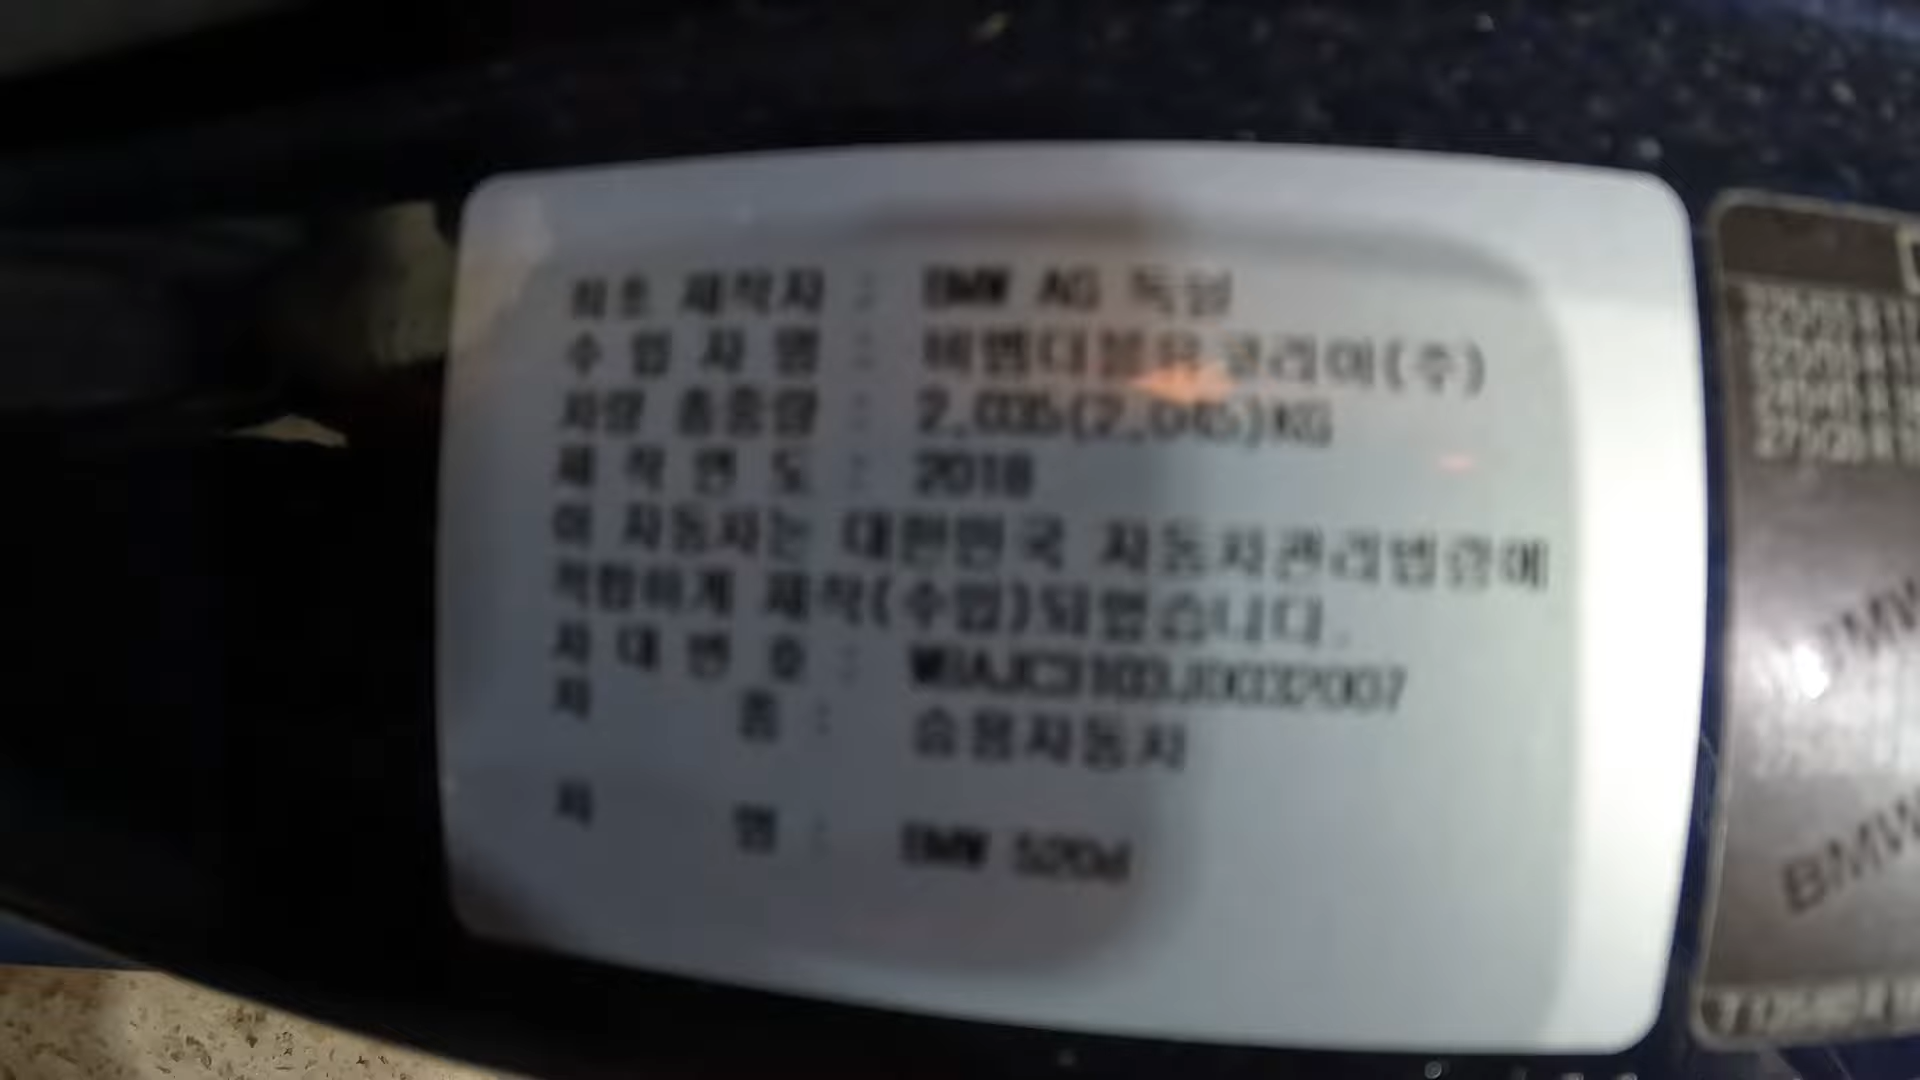 최초 제작자 : BMW AG 독일
수 입 자 명 : 비엠더블유코리아(주)
차량 총중량 : 2,035(2,045)KG
제 작 연 도 : 2018
이 자동차는 대한민국 자동차관리법령에
적합하게 제작(수입)되었습니다.
차 대 번 호 :
차 종 : 승용자동차
차 명 : BMW 520d
BMW
BMW